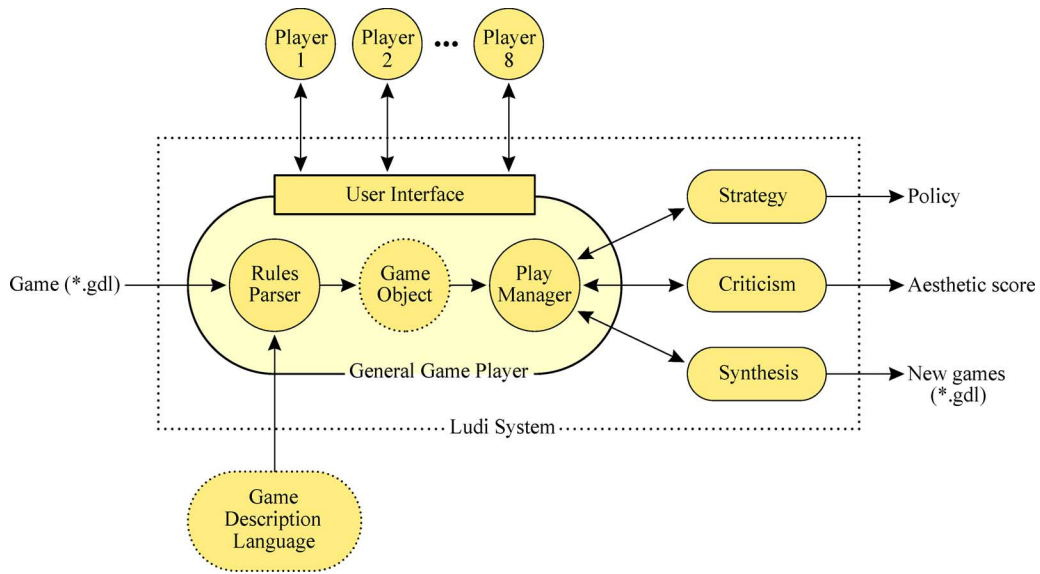 Player
1
Player
2
•••
Player
8
User Interface
Strategy
Policy
Game (*.gdl)
Rules
Parser
Game
Object
Play
Manager
Criticism
Aesthetic score
General Game Player
Synthesis
New games
(*.gdl)
Ludi System
Game
Description
Language